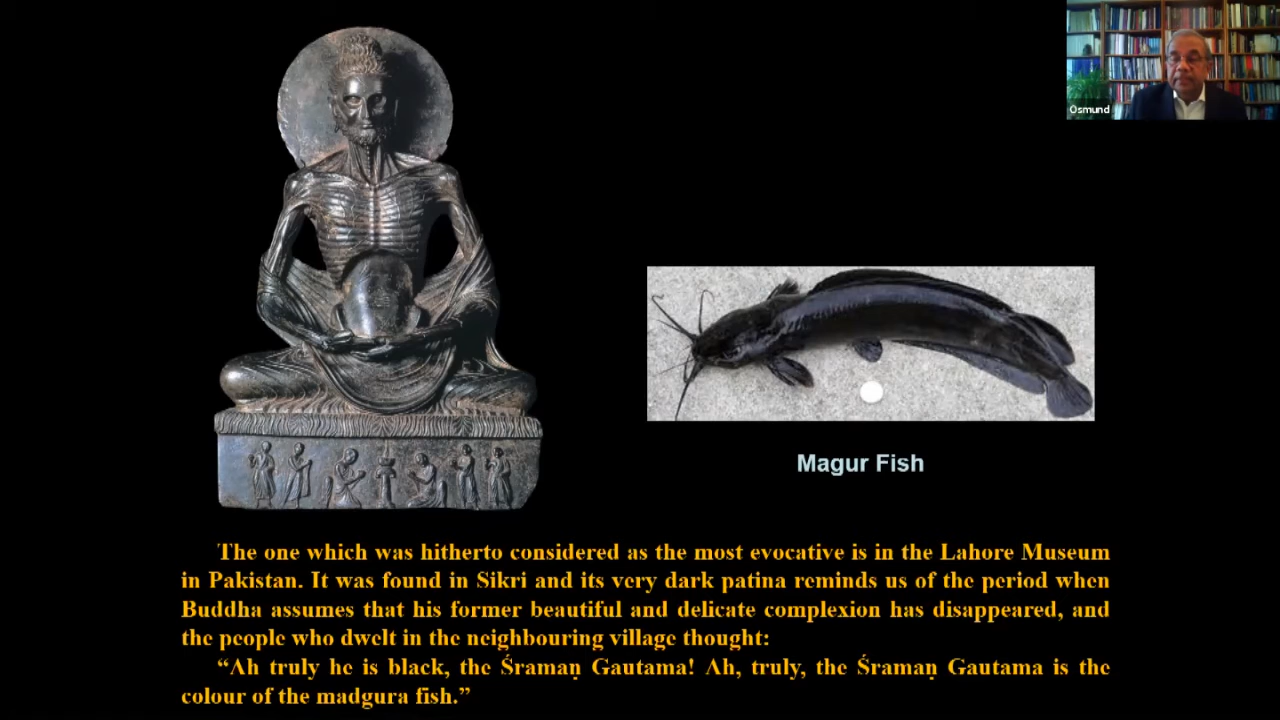 Osmund
Magur Fish
The one which was hitherto considered as the most evocative is in the Lahore Museum
in Pakistan. It was found in Sikri and its very dark patina reminds us of the period when
Buddha assumes that his former beautiful and delicate complexion has disappeared, and
the people who dwelt in the neighbouring village thought:
“Ah truly he is black, the Śramaṇ Gautama! Ah, truly, the Śramaṇ Gautama is the
colour of the madgura fish.”